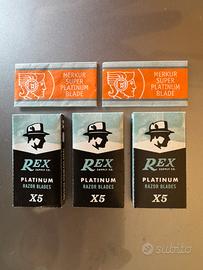 MERKUR
SUPER
PLATINUM
BLADE
MERKUR
SUPER
PLATINUM
BLADE
REX
SUPPLY CO.
PLATINUM
RAZOR BLADES
X5
REX
SUPPLY CO.
PLATINUM
RAZOR BLADES
X5
REX
SUPPLY CO.
PLATINUM
RAZOR BLADES
X5
subito